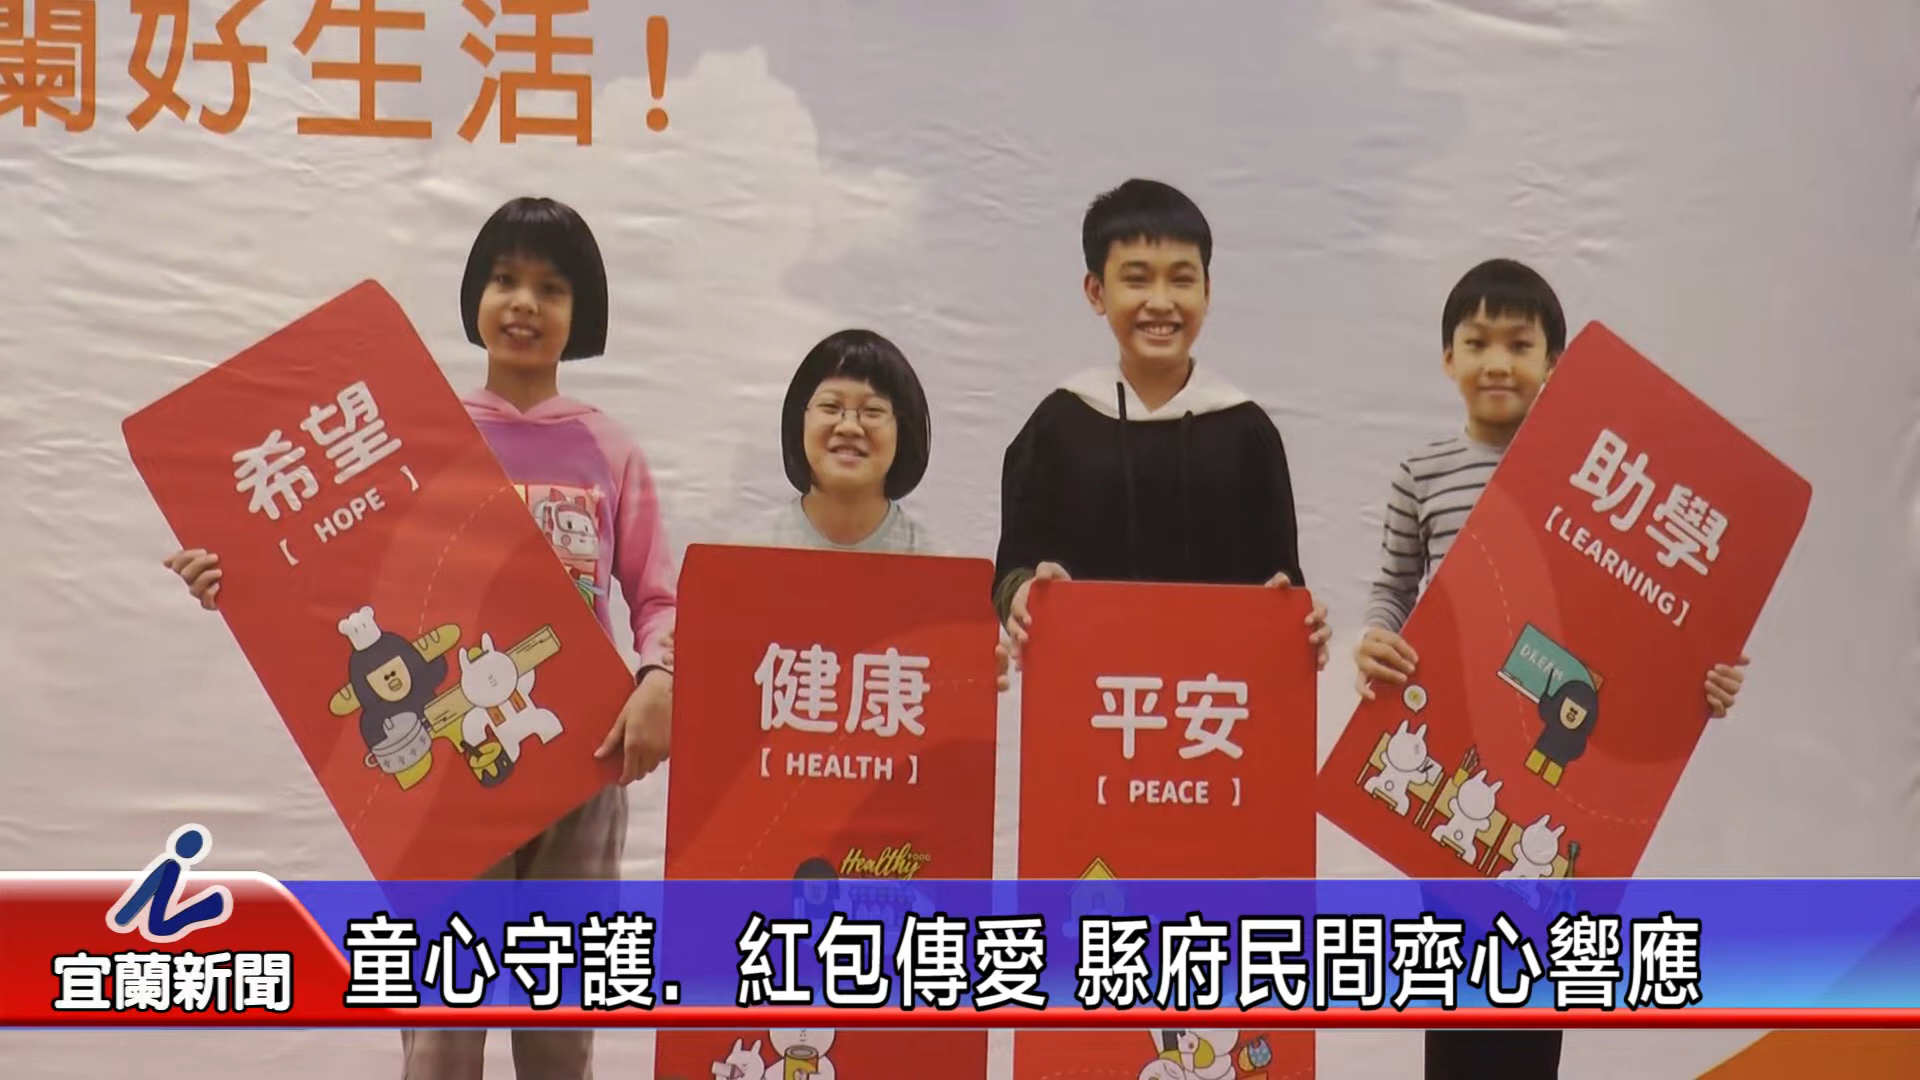 蘭好生活!
希望
【 HOPE 】
健康
【 HEALTH 】
平安
【 PEACE 】
助學
【LEARNING】
DREAM
Healthy
FOOD
宜蘭新聞
童心守護．紅包傳愛 縣府民間齊心響應